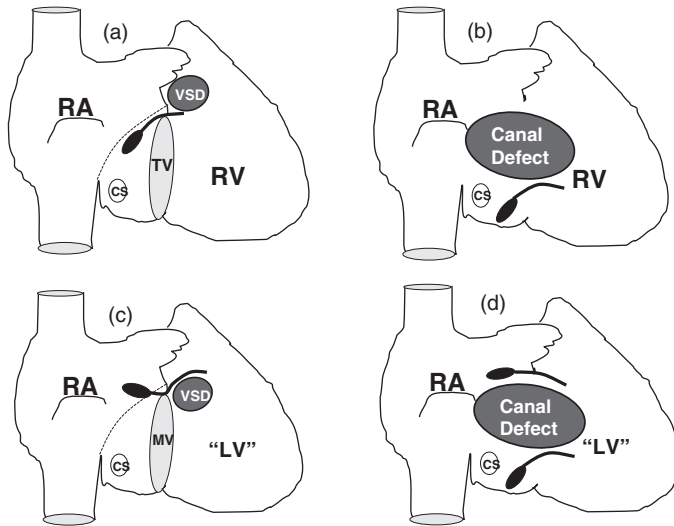 (a)
VSD
RA
TV
RV
CS
(b)
RA
Canal
Defect
RV
CS
(c)
RA
VSD
MV
“LV”
CS
(d)
RA
Canal
Defect
“LV”
CS